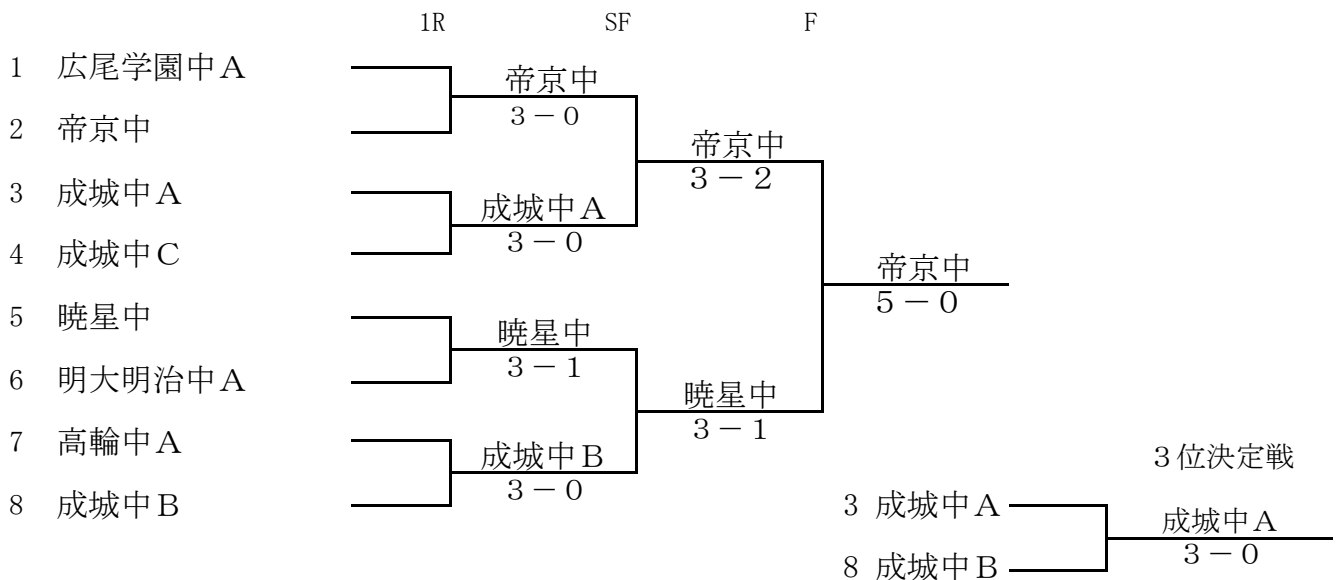 1R SF F
1 広尾学園中A
帝京中
3-0
2 帝京中
帝京中
3-2
3 成城中A
成城中A
3-0
4 成城中C
帝京中
5-0
5 暁星中
暁星中
3-1
6 明大明治中A
暁星中
3-1
7 高輪中A
成城中B
3-0
8 成城中B
3位決定戦
3 成城中A
成城中A
3-0
8 成城中B